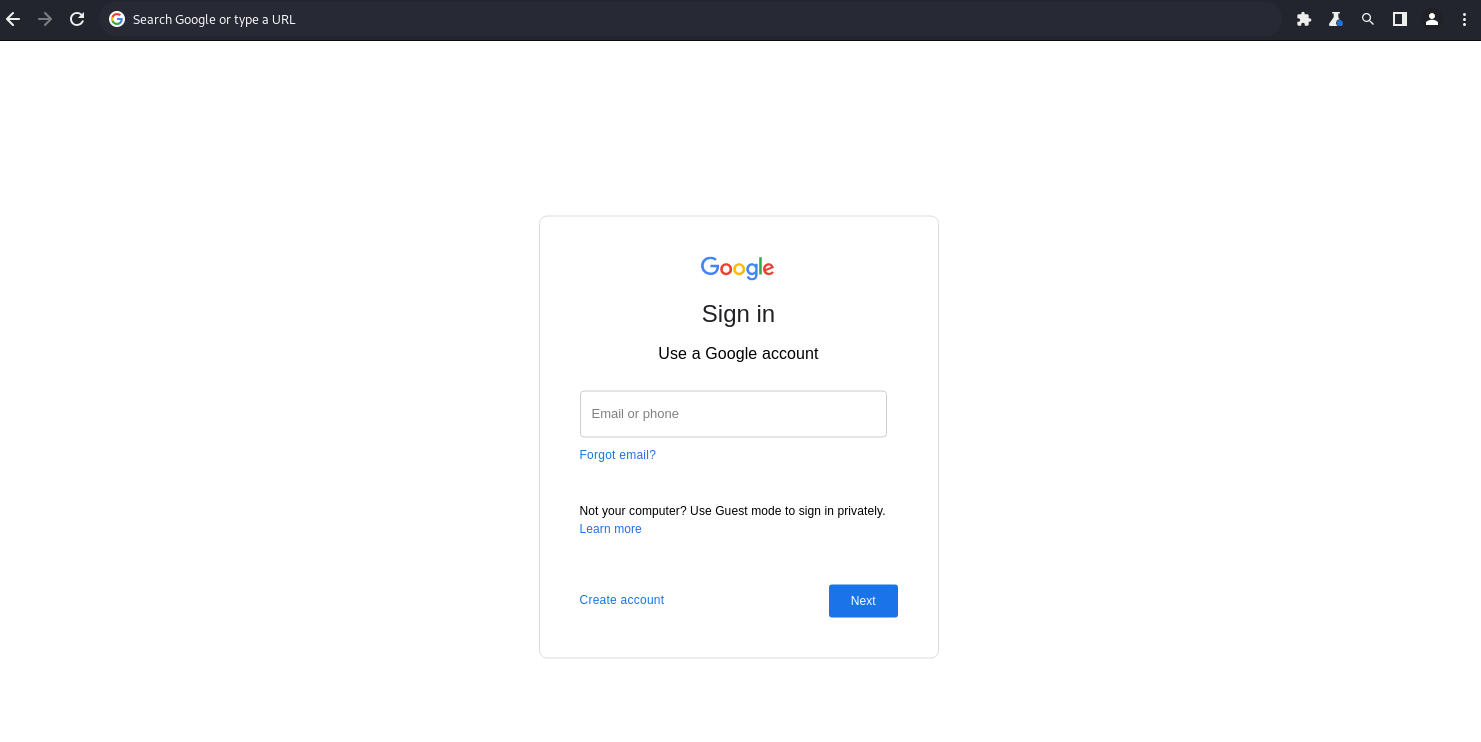 Search Google or type a URL
Google
Sign in
Use a Google account
Email or phone
Forgot email?
Not your computer? Use Guest mode to sign in privately.
Learn more
Create account
Next